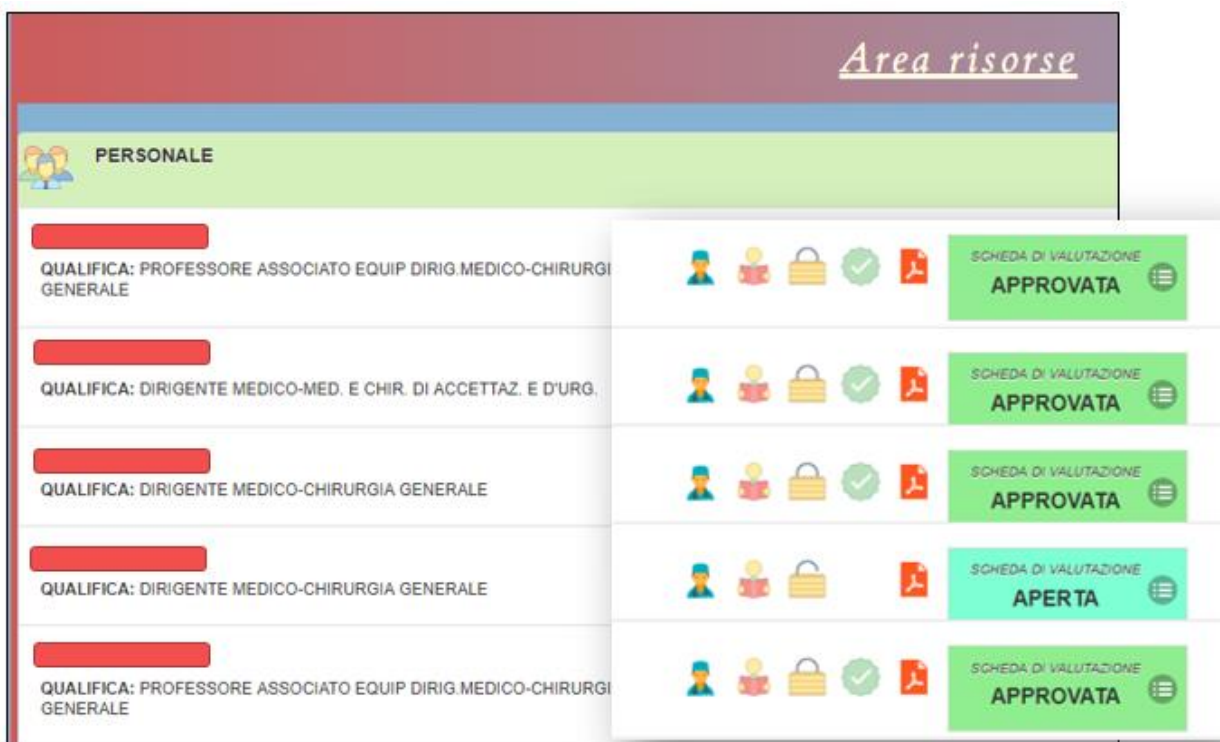 Area risorse
PERSONALE
QUALIFICA: PROFESSORE ASSOCIATO EQUIP DIRIG.MEDICO-CHIRURGI
GENERALE
SCHEDA DI VALUTAZIONE
APPROVATA
QUALIFICA: DIRIGENTE MEDICO-MED. E CHIR. DI ACCETTAZ. E D'URG.
SCHEDA DI VALUTAZIONE
APPROVATA
QUALIFICA: DIRIGENTE MEDICO-CHIRURGIA GENERALE
SCHEDA DI VALUTAZIONE
APPROVATA
QUALIFICA: DIRIGENTE MEDICO-CHIRURGIA GENERALE
SCHEDA DI VALUTAZIONE
APERTA
QUALIFICA: PROFESSORE ASSOCIATO EQUIP DIRIG.MEDICO-CHIRURGI
GENERALE
SCHEDA DI VALUTAZIONE
APPROVATA